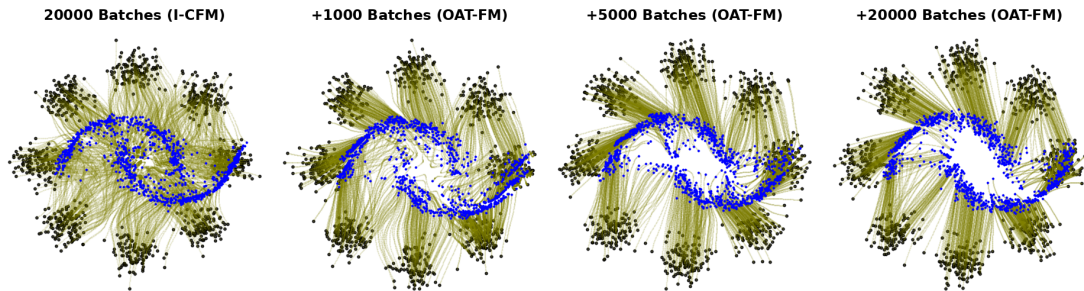 20000 Batches (I-CFM)
+1000 Batches (OAT-FM)
+5000 Batches (OAT-FM)
+20000 Batches (OAT-FM)